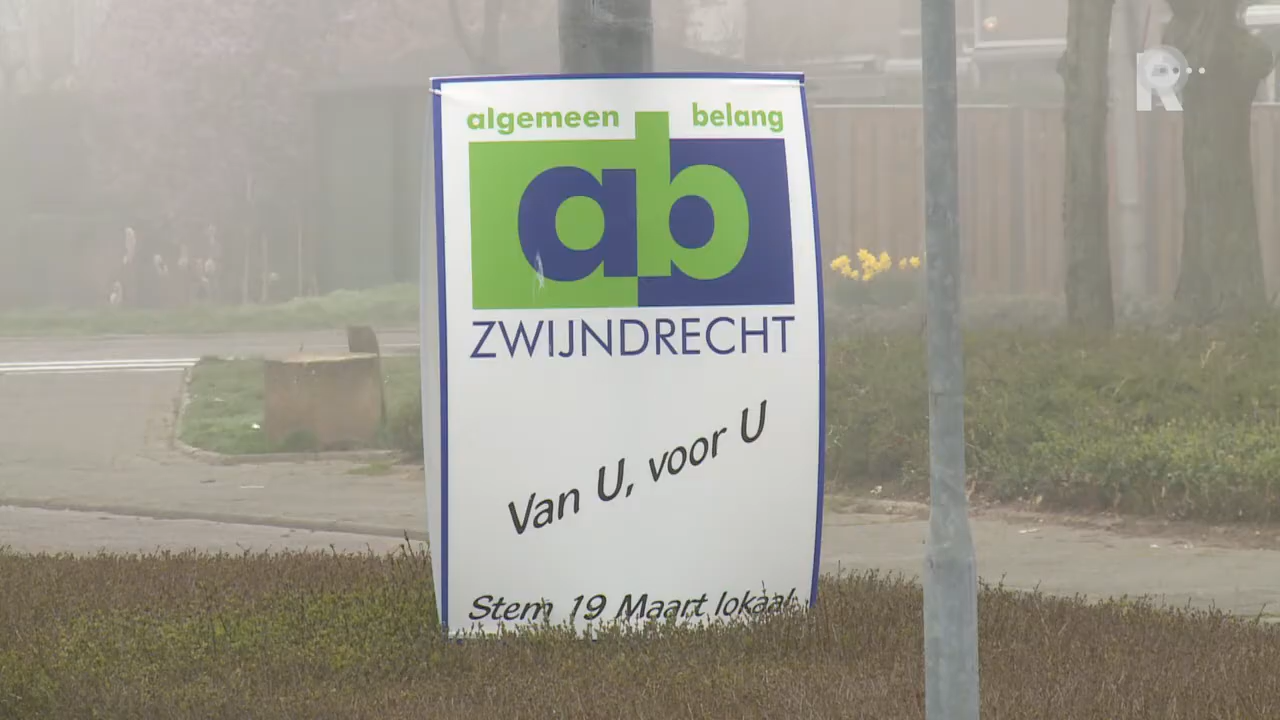 algemeen belang
ab
ZWIJNDRECHT
Van U, voor U
Stem 19 Maart lokaal
R